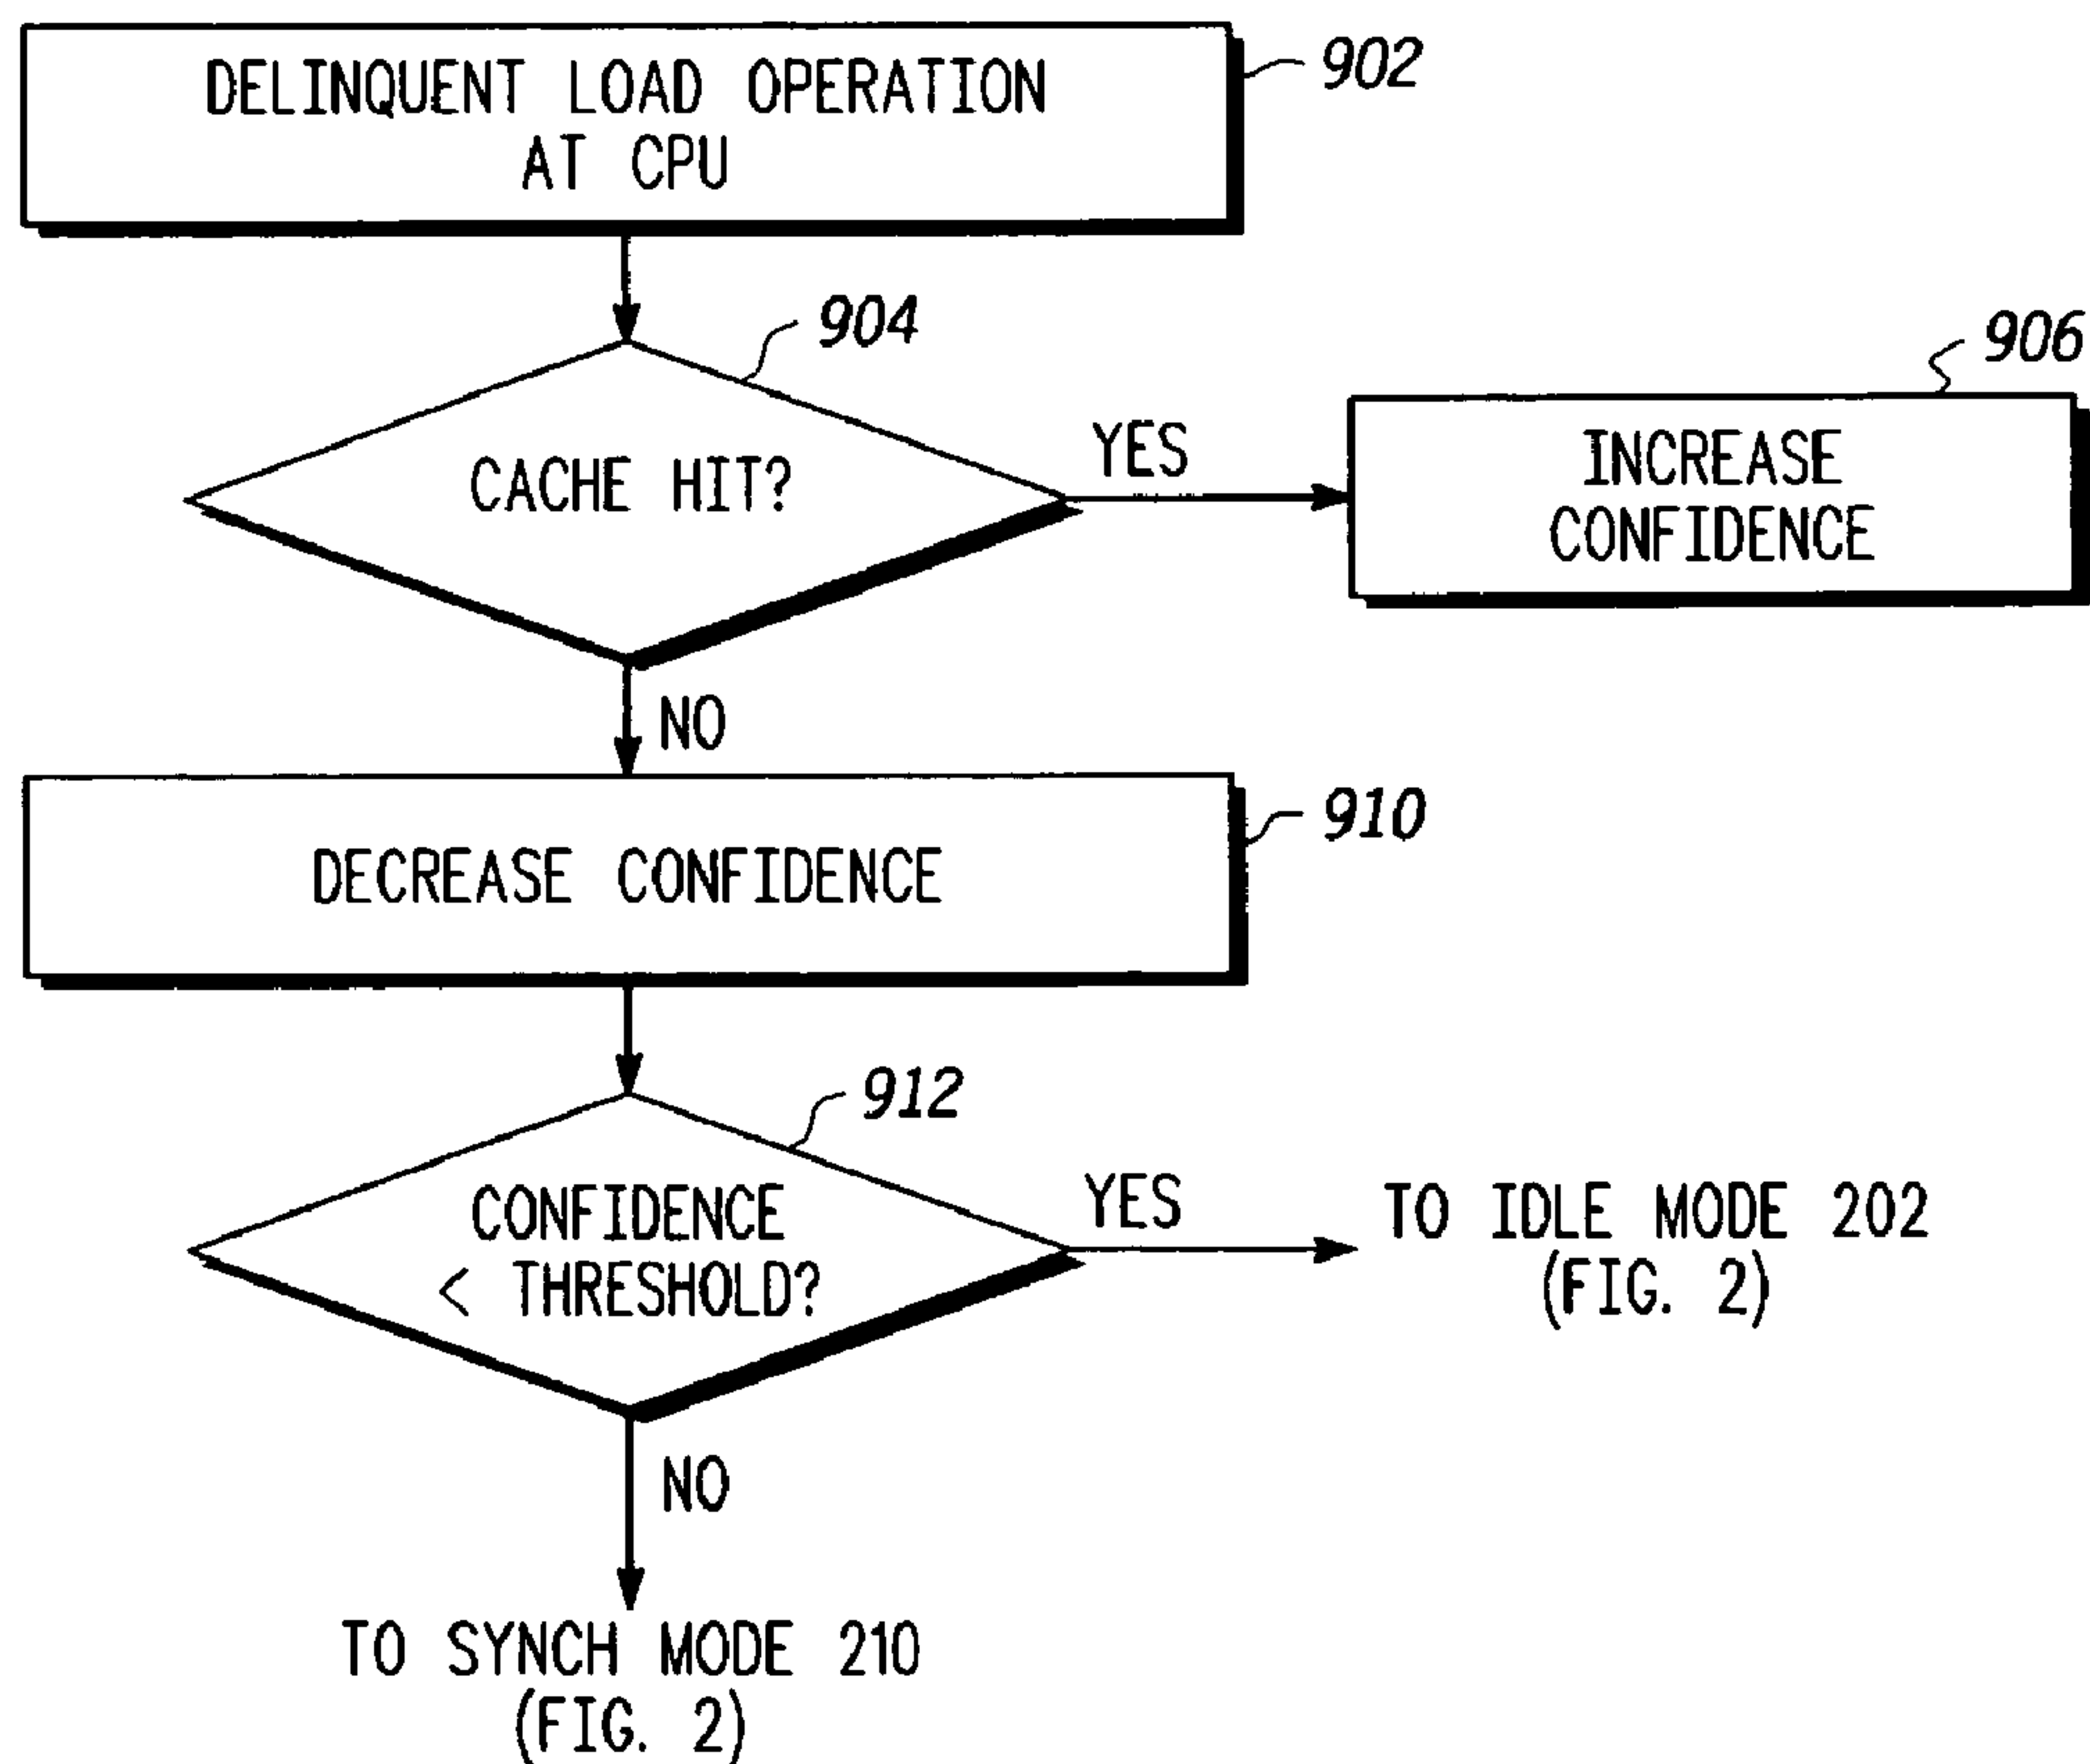 DELINQUENT LOAD OPERATION
AT CPU
902
904
CACHE HIT?
YES
906
INCREASE
CONFIDENCE
NO
DECREASE CONFIDENCE
910
912
CONFIDENCE
< THRESHOLD?
YES
TO IDLE MODE 202
(FIG. 2)
NO
TO SYNCH MODE 210
(FIG. 2)